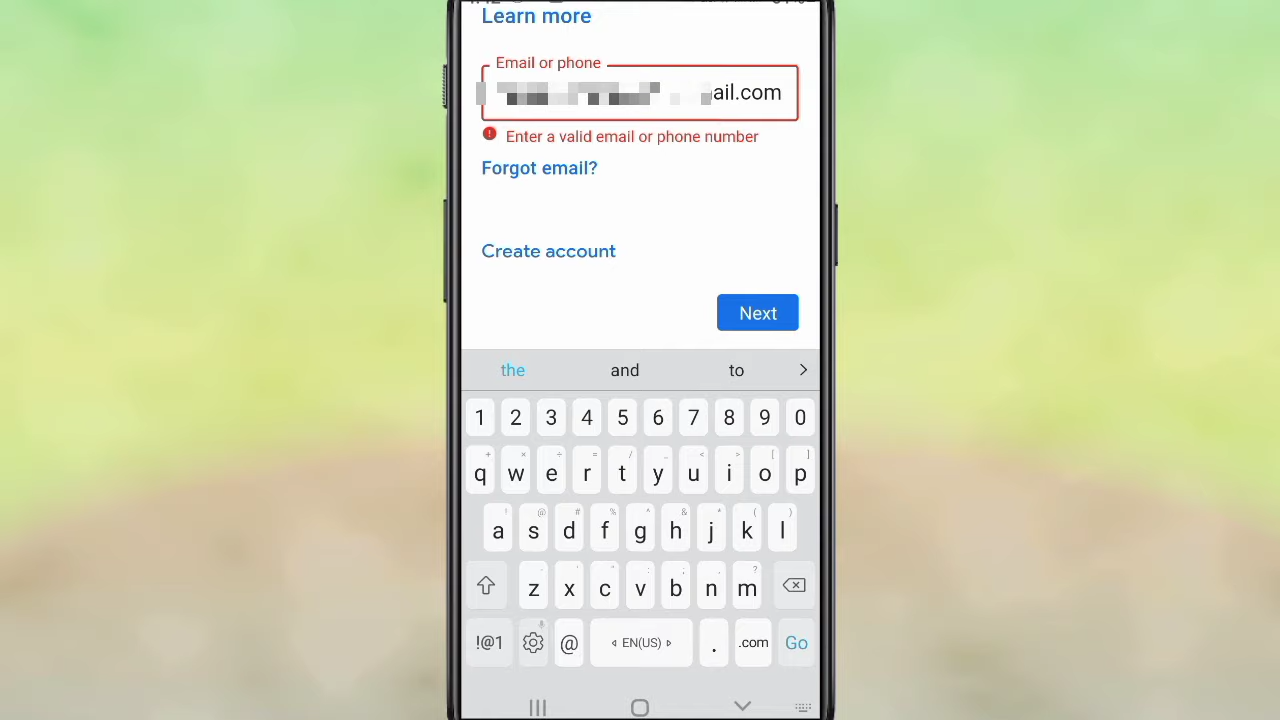 Learn more
Email or phone
ail.com
Enter a valid email or phone number
Forgot email?
Create account
Next
the and to
1 2 3 4 5 6 7 8 9 0
q w e r t y u i o p
a s d f g h j k l
z x c v b n m
!@1 @ EN(US) . .com Go